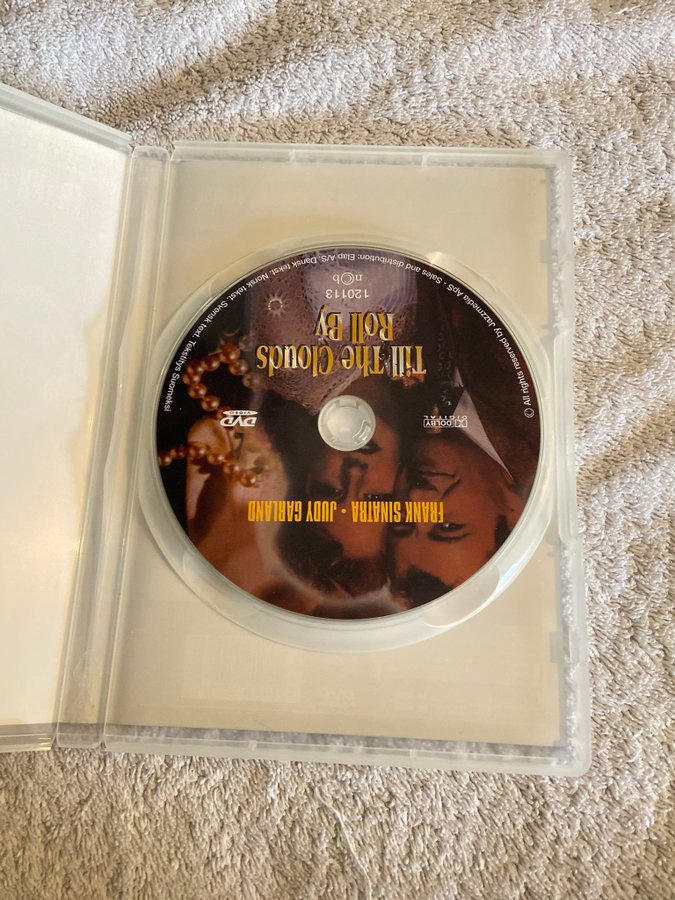 FRANK SINATRA • JUDY GARLAND
DOLBY
DIGITAL
DVD
VIDEO
Till The Clouds
Roll By
120113
n©b
© All rights reserved by Jazzmedia ApS - Sales and distribution: Elap A/S, Dansk tekst. Norsk tekst. Svensk text. Tekstitys Suomeksi